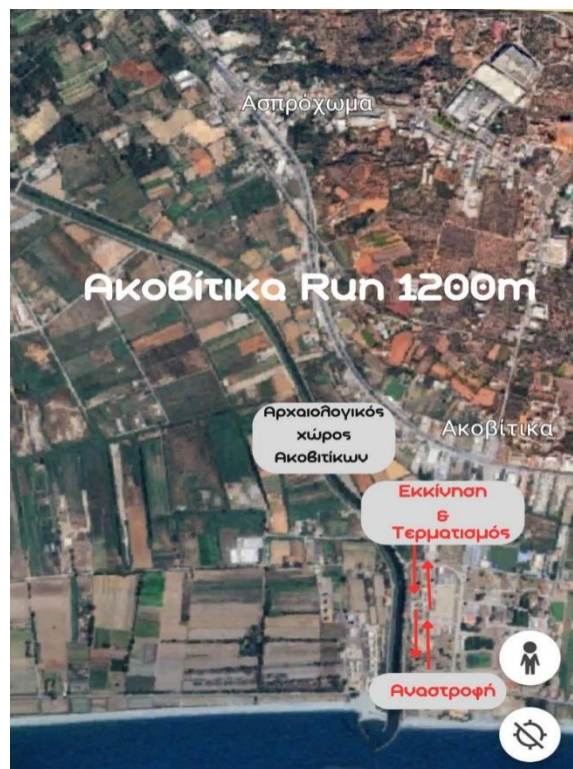 Ασπρόχωμα
Ακοβίτικα Run 1200m
Αρχαιολογικός
χώρος
Ακοβιτίκων
Ακοβίτικα
Εκκίνηση
&
Τερματισμός
Αναστροφή